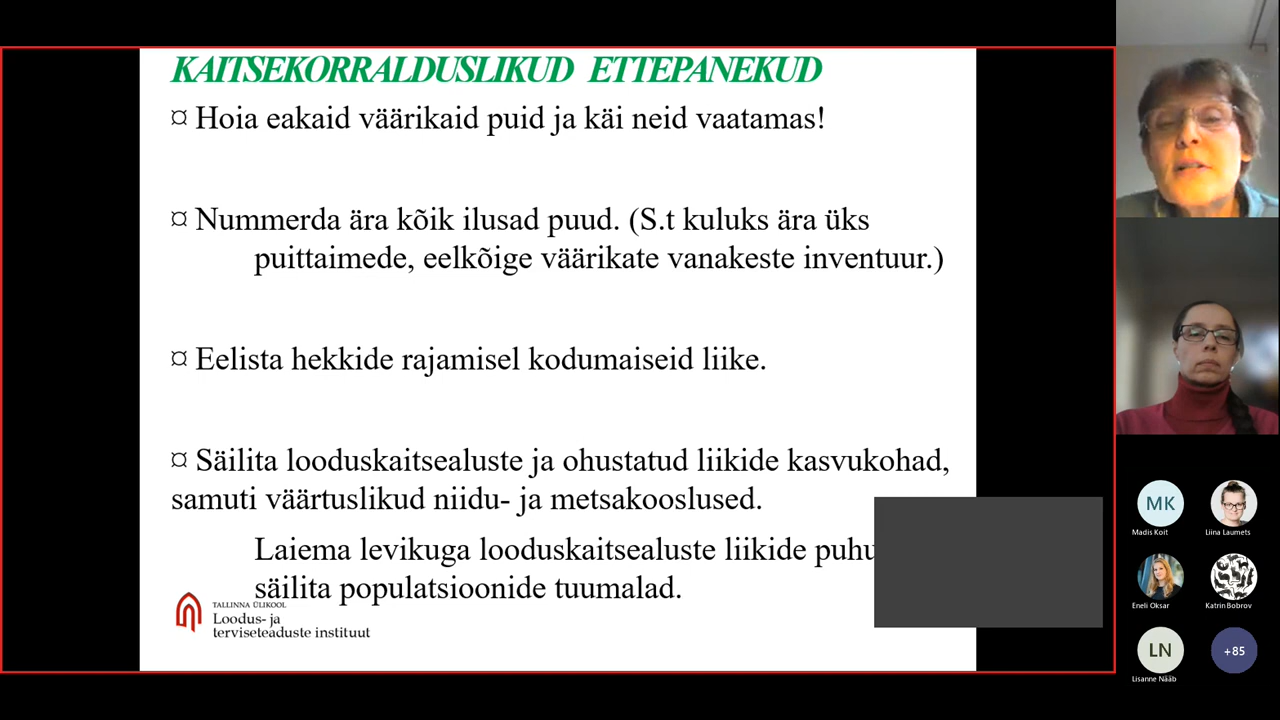 KAITSEKORRALDUSLIKUD ETTEPANEKUD
¤ Hoia eakaid väärikaid puid ja käi neid vaatamas!
¤ Nummerda ära kõik ilusad puud. (S.t kuluks ära üks
puittaimede, eelkõige väärikate vanakeste inventuur.)
¤ Eelista hekkide rajamisel kodumaiseid liike.
¤ Säilita looduskaitsealuste ja ohustatud liikide kasvukohad,
samuti väärtuslikud niidu- ja metsakooslused.
Laiema levikuga looduskaitsealuste liikide
säilita populatsioonide tuumalad.
TALLINNA ÜLIKOOL
Loodus- ja
terviseteaduste instituut
MK
Madis Koit
Liina Laumets
Eneli Oksar
Katrin Bobrov
LN
Lisanne Nääb
+85